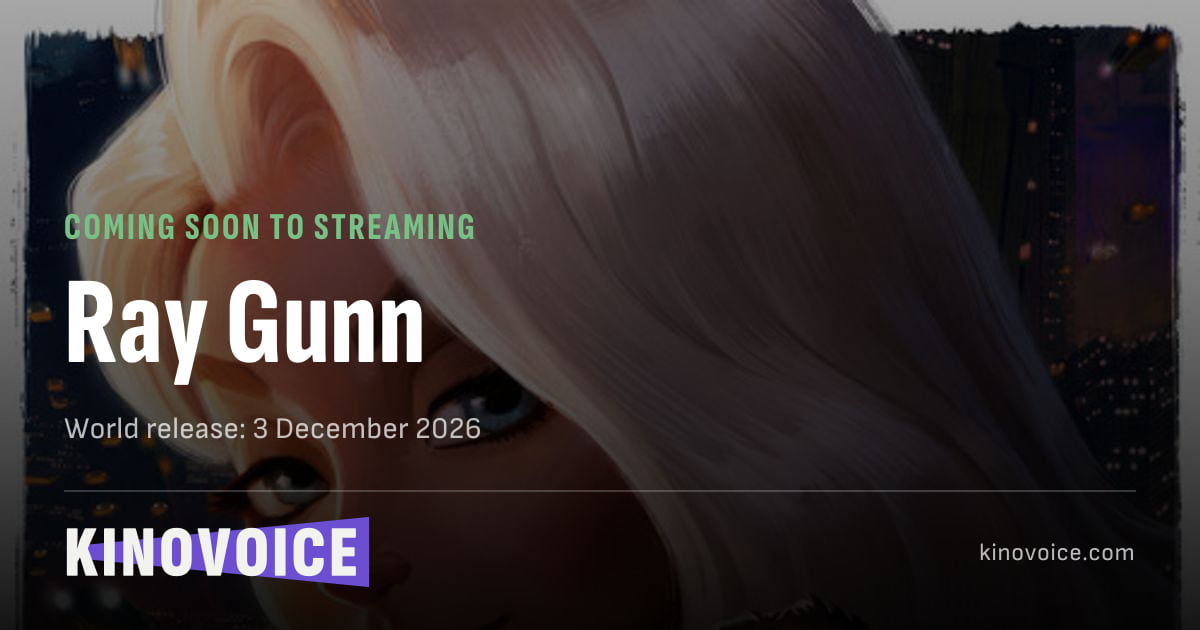 COMING SOON TO STREAMING
Ray Gunn
World release: 3 December 2026
KINOVOICE
kinovoice.com